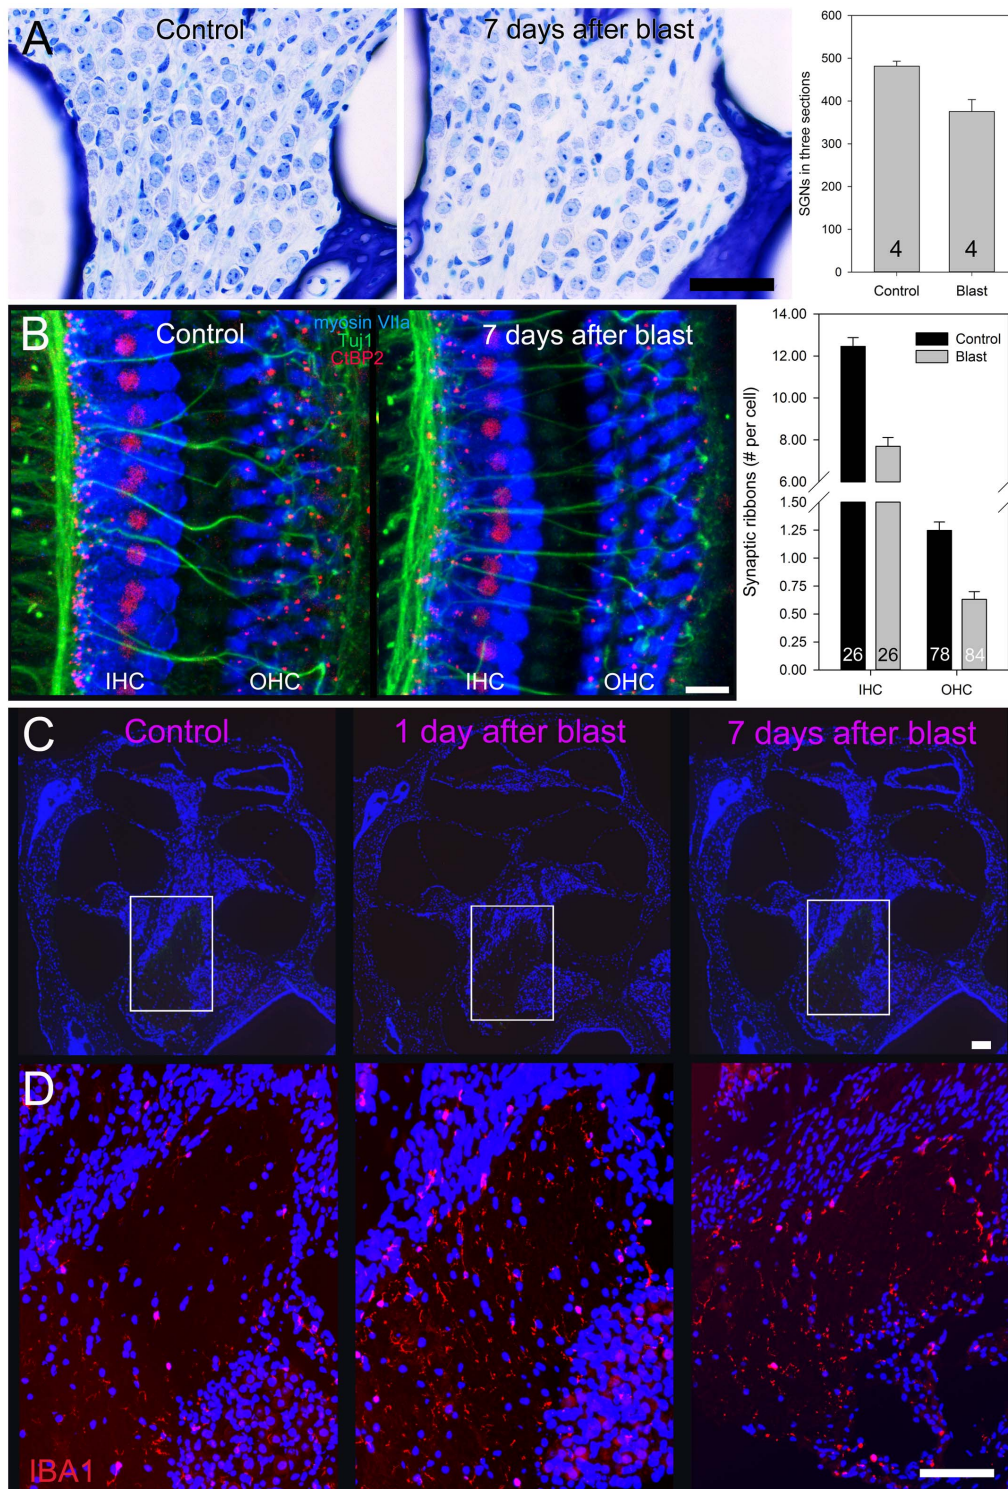 A
Control
7 days after blast
SGNs in three sections
600
500
400
300
200
100
0
4
4
Control
Blast
B
Control
myosin VIIa
Tuj1
CtBP2
7 days after blast
IHC
OHC
IHC
OHC
Synaptic ribbons (# per cell)
14.00
12.00
10.00
8.00
6.00
1.50
1.25
1.00
0.75
0.50
0.25
0.00
Control
Blast
26
26
78
84
IHC
OHC
C
Control
1 day after blast
7 days after blast
D
IBA1